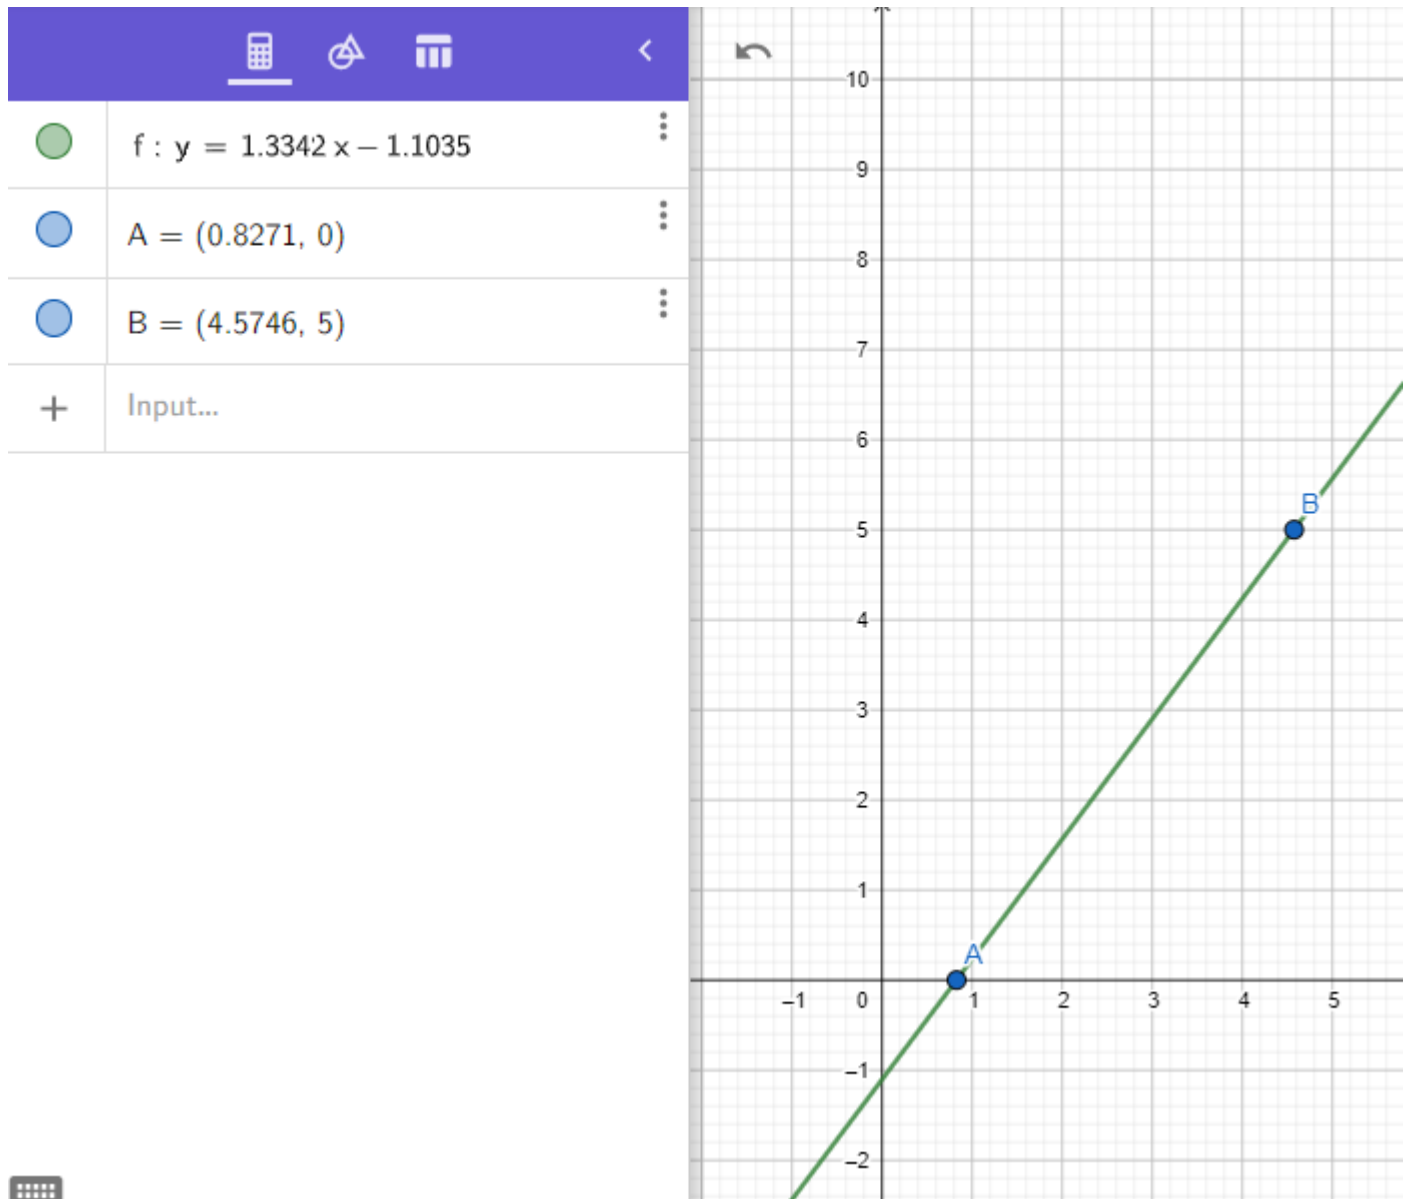 f : y = 1.3342 x – 1.1035
A = (0.8271, 0)
B = (4.5746, 5)
+ Input...
10
9
8
7
6
B
5
4
3
2
1
A
–1 0 1 2 3 4 5
–1
–2